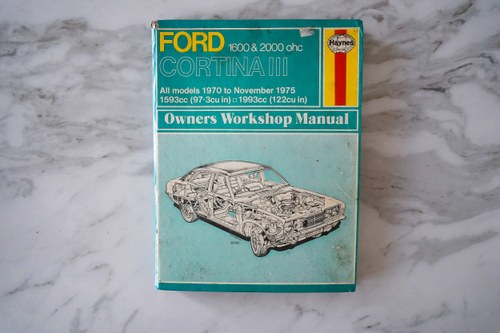 FORD 1600 & 2000 ohc
Haynes
CORTINA III
All models 1970 to November 1975
1593cc (97·3cu in) □ 1993cc (122cu in)
Owners Workshop Manual